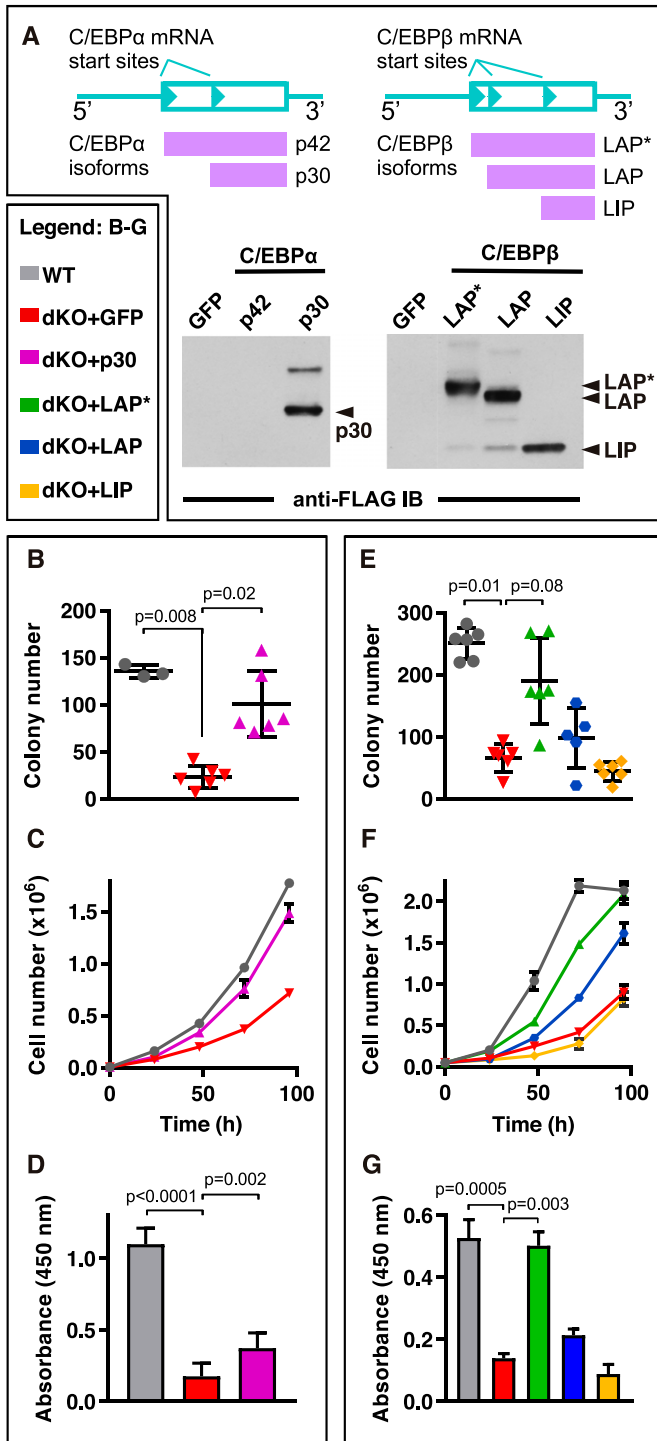 A
C/EBPα mRNA
start sites
5’
3’
C/EBPα
isoforms
p42
p30
C/EBPβ mRNA
start sites
5’
3’
C/EBPβ
isoforms
LAP*
LAP
LIP
Legend: B-G
WT
dKO+GFP
dKO+p30
dKO+LAP*
dKO+LAP
dKO+LIP
C/EBPα
GFP
p42
p30
p30
C/EBPβ
GFP
LAP*
LAP
LIP
LAP*
LAP
LIP
anti-FLAG IB
B
p=0.02
p=0.008
Colony number
200
150
100
50
0
C
Cell number (x10⁶)
1.5
1.0
0.5
0.0
0
50
100
Time (h)
D
p=0.002
p<0.0001
Absorbance (450 nm)
1.0
0.5
0.0
E
p=0.01
p=0.08
Colony number
300
200
100
0
F
Cell number (x10⁶)
2.0
1.5
1.0
0.5
0.0
0
50
100
Time (h)
G
p=0.0005
p=0.003
Absorbance (450 nm)
0.6
0.4
0.2
0.0